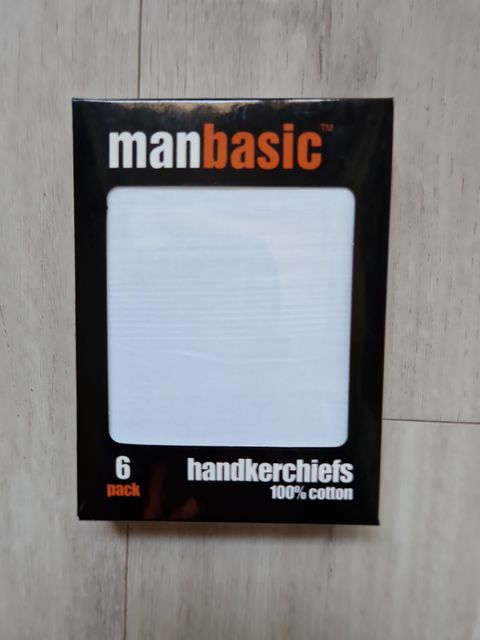 manbasic™
6 handkerchiefs
pack 100% cotton